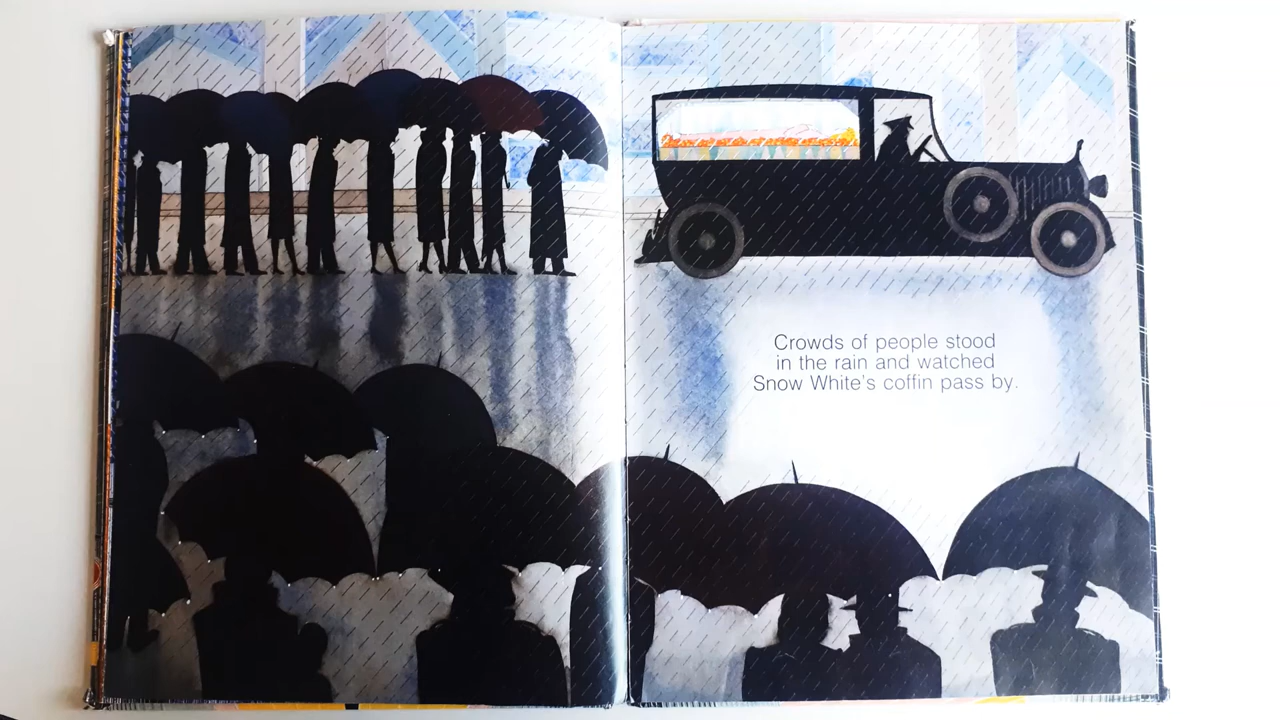 Crowds of people stood
in the rain and watched
Snow White's coffin pass by.